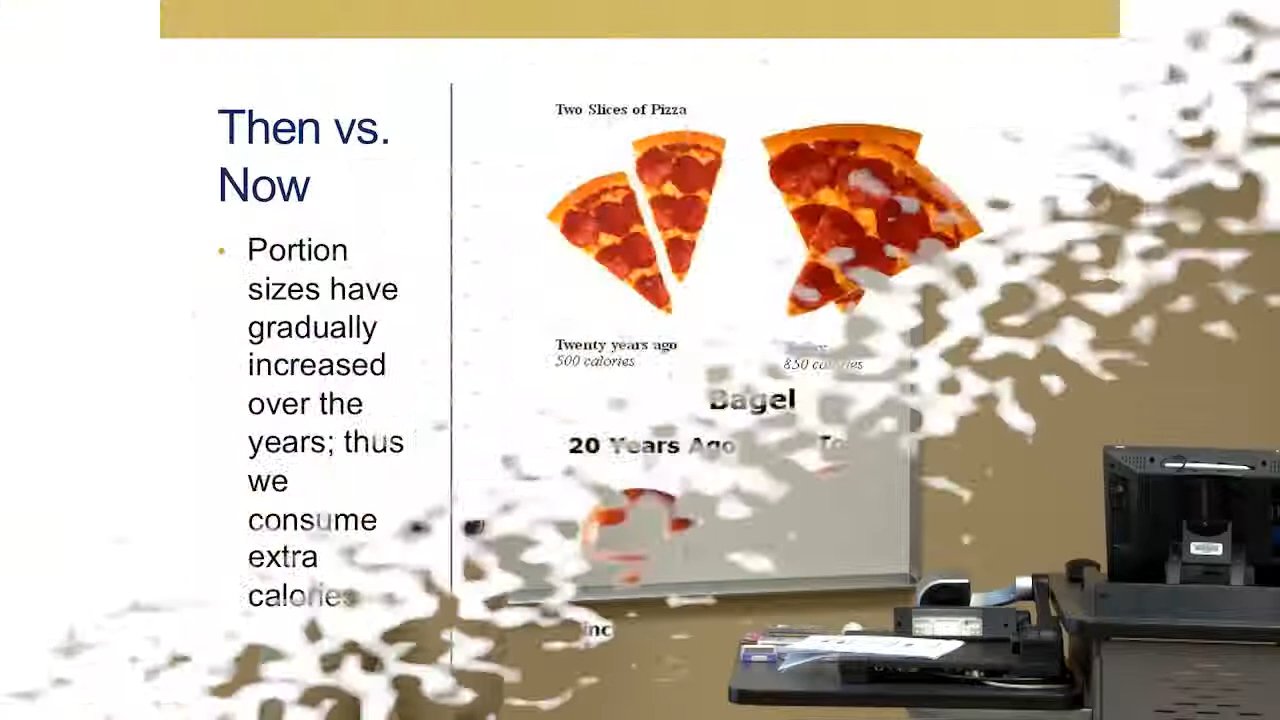 Then vs.
Now
Portion
sizes have
gradually
increased
over the
years; thus
we
consume
extra
calories
Two Slices of Pizza
Twenty years ago
500 calories
850 calories
Bagel
20 Years Ago